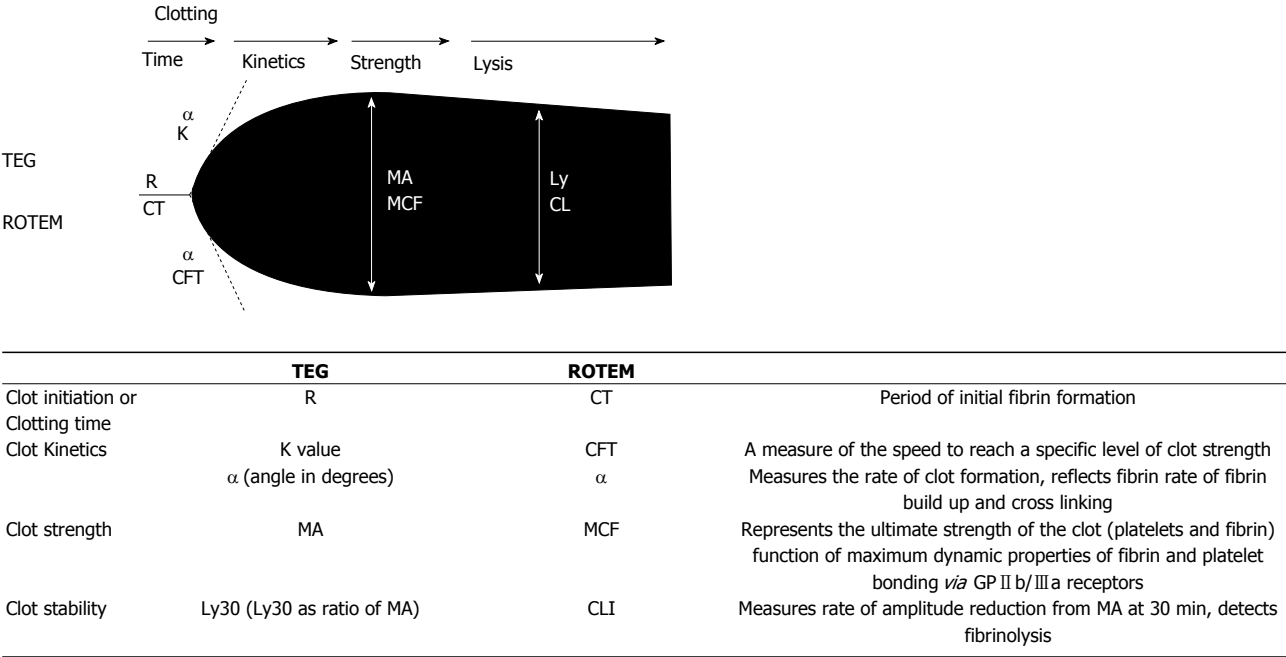 Clotting
Time Kinetics Strength Lysis
α
K
TEG
R
MA
Ly
CT
MCF
CL
ROTEM
α
CFT
TEG ROTEM
Clot initiation or R CT Period of initial fibrin formation
Clotting time
Clot Kinetics K value CFT A measure of the speed to reach a specific level of clot strength
α (angle in degrees) α Measures the rate of clot formation, reflects fibrin rate of fibrin
build up and cross linking
Clot strength MA MCF Represents the ultimate strength of the clot (platelets and fibrin)
function of maximum dynamic properties of fibrin and platelet
bonding via GPⅡb/Ⅲa receptors
Clot stability Ly30 (Ly30 as ratio of MA) CLI Measures rate of amplitude reduction from MA at 30 min, detects
fibrinolysis